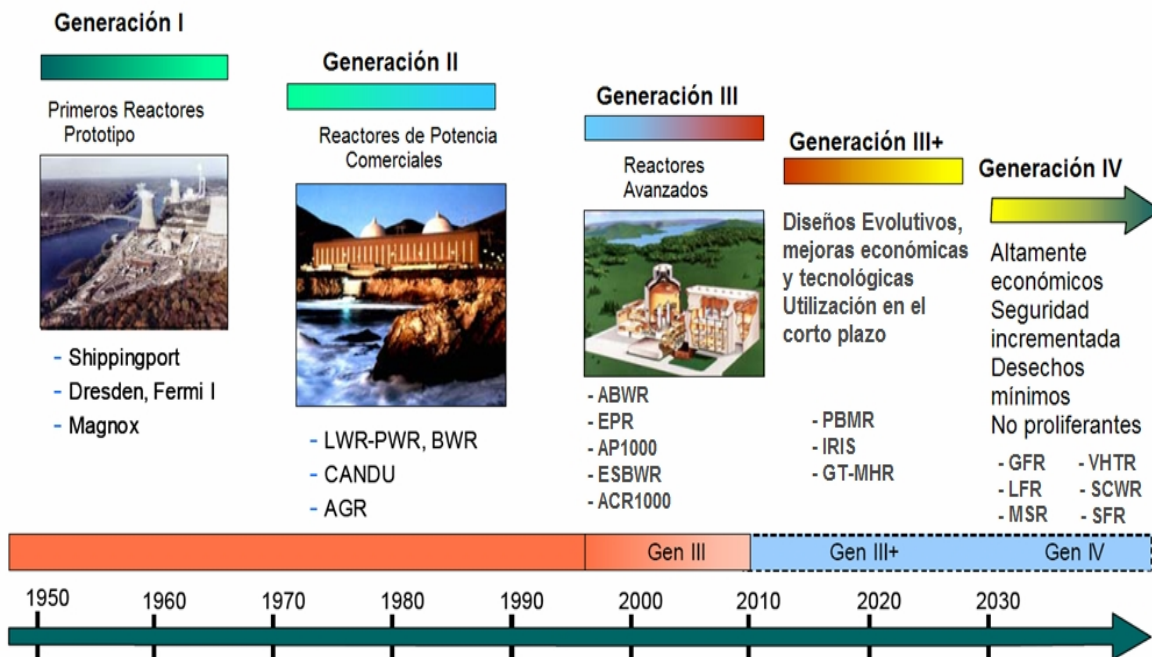 Generación I
Primeros Reactores
Prototipo
- Shippingport
- Dresden, Fermi I
- Magnox
Generación II
Reactores de Potencia
Comerciales
- LWR-PWR, BWR
- CANDU
- AGR
Generación III
Reactores
Avanzados
- ABWR
- EPR
- AP1000
- ESBWR
- ACR1000
Generación III+
Diseños Evolutivos,
mejoras económicas
y tecnológicas
Utilización en el
corto plazo
- PBMR
- IRIS
- GT-MHR
Generación IV
Altamente
económicos
Seguridad
incrementada
Desechos
mínimos
No proliferantes
- GFR - VHTR
- LFR - SCWR
- MSR - SFR
Gen III Gen III+ Gen IV
1950 1960 1970 1980 1990 2000 2010 2020 2030